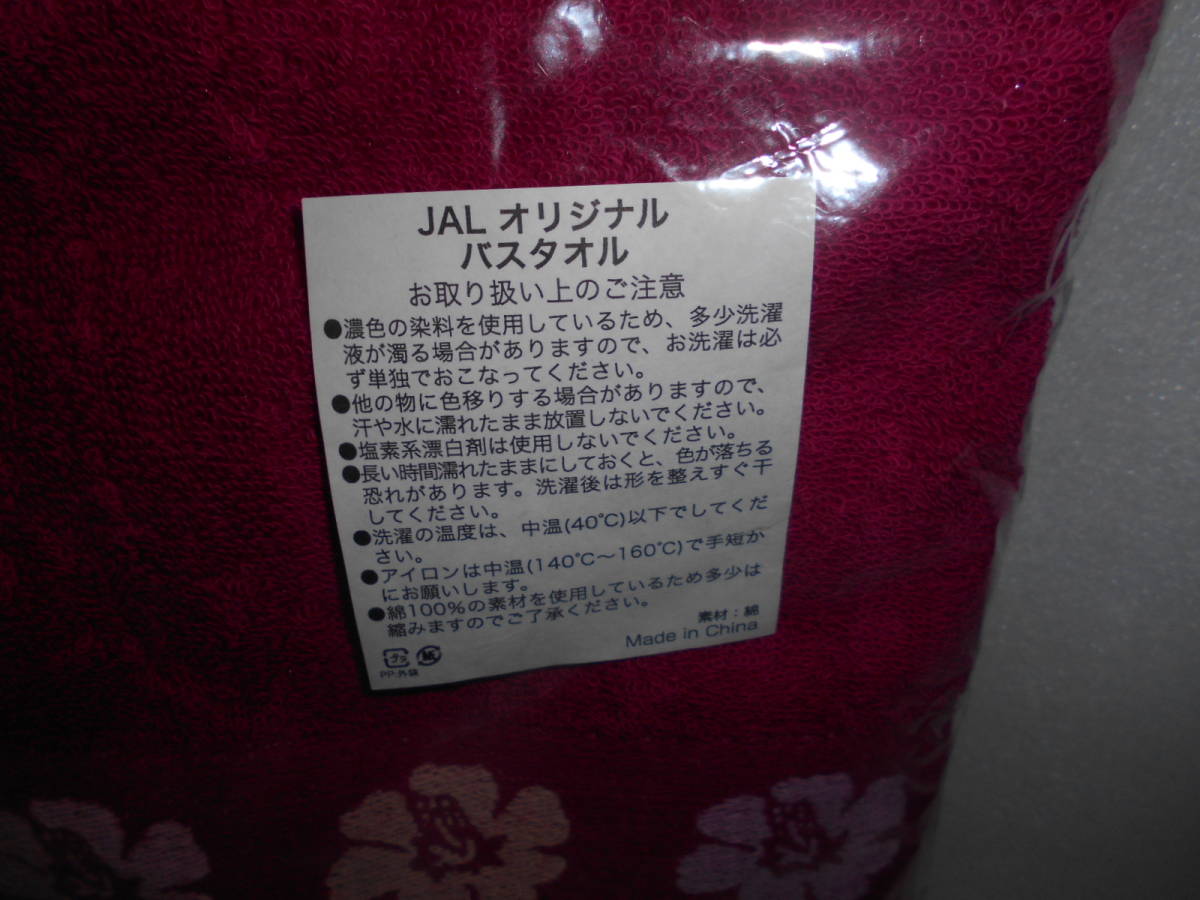 JAL オリジナル
バスタオル
お取り扱い上のご注意
●濃色の染料を使用しているため、多少洗濯
液が濁る場合がありますので、お洗濯は必
ず単独でおこなってください。
●他の物に色移りする場合がありますので、
汗や水に濡れたまま放置しないでください。
●塩素系漂白剤は使用しないでください。
●長い時間濡れたままにしておくと、色が落ちる
恐れがあります。洗濯後は形を整えすぐ干
してください。
●洗濯の温度は、中温(40℃)以下でしてくだ
さい。
●アイロンは中温(140℃～160℃)で手短か
にお願いします。
●綿100%の素材を使用しているため多少は
縮みますのでご了承ください。
素材：綿
Made in China
プラ 紙
PP:外袋